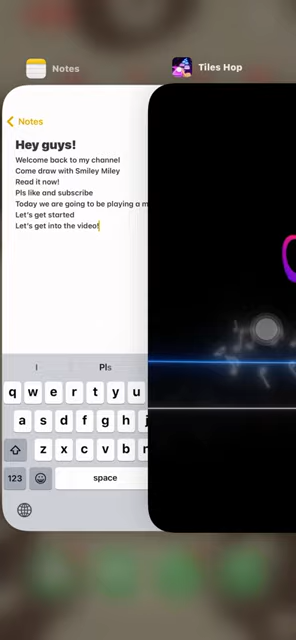 Notes
Tiles Hop
Notes
Hey guys!
Welcome back to my channel
Come draw with Smiley Miley
Read it now!
Pls like and subscribe
Today we are going to be playing a m
Let's get started
Let's get into the video!
I
Pls
q w e r t y u
a s d f g h j
z x c v b n
123
space